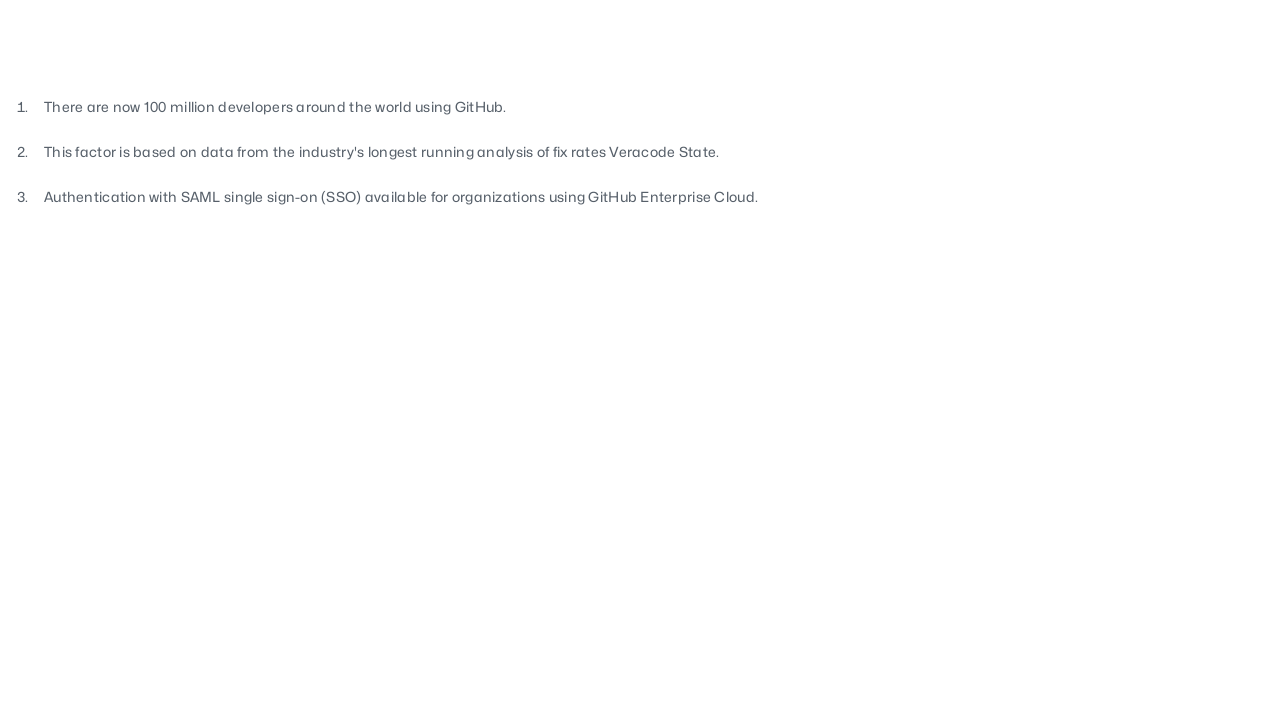 1. There are now 100 million developers around the world using GitHub.
2. This factor is based on data from the industry's longest running analysis of fix rates Veracode State.
3. Authentication with SAML single sign-on (SSO) available for organizations using GitHub Enterprise Cloud.